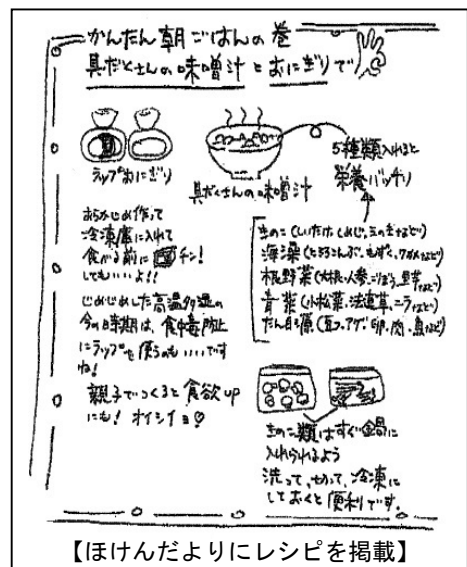 かんたん朝ごはんの巻
具だくさんの味噌汁とおにぎりで
ラップおにぎり
具だくさんの味噌汁
5種類入れると
栄養バッチリ
あらかじめ作って
冷凍庫に入れて
食べる前にチン!
してもいいよ!!
じめじめした高温多湿の
今の時期は、食中毒防止
にラップを使うのもいいです
ね!
親子でつくると食欲up
にも! オイシイョ♡
きのこ(しいたけ、しめじ、えのきなど)
海藻(とろろこんぶ、もずく、ワカメなど)
根野菜(大根・人参・ごぼう、里芋など)
青菜(小松菜・法連草、ニラなど)
たん白源(豆フ、アゲ、卵、肉、魚など)
きのこ類はすぐ鍋に
入れられるよう
洗って、切って、冷凍に
しておくと便利です。
【ほけんだよりにレシピを掲載】